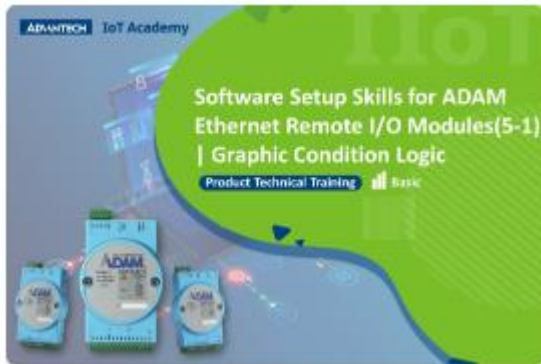 ADVANTECH IoT Academy
IIoT
Software Setup Skills for ADAM
Ethernet Remote I/O Modules(5-1)
| Graphic Condition Logic
Product Technical Training Basic
ADAM